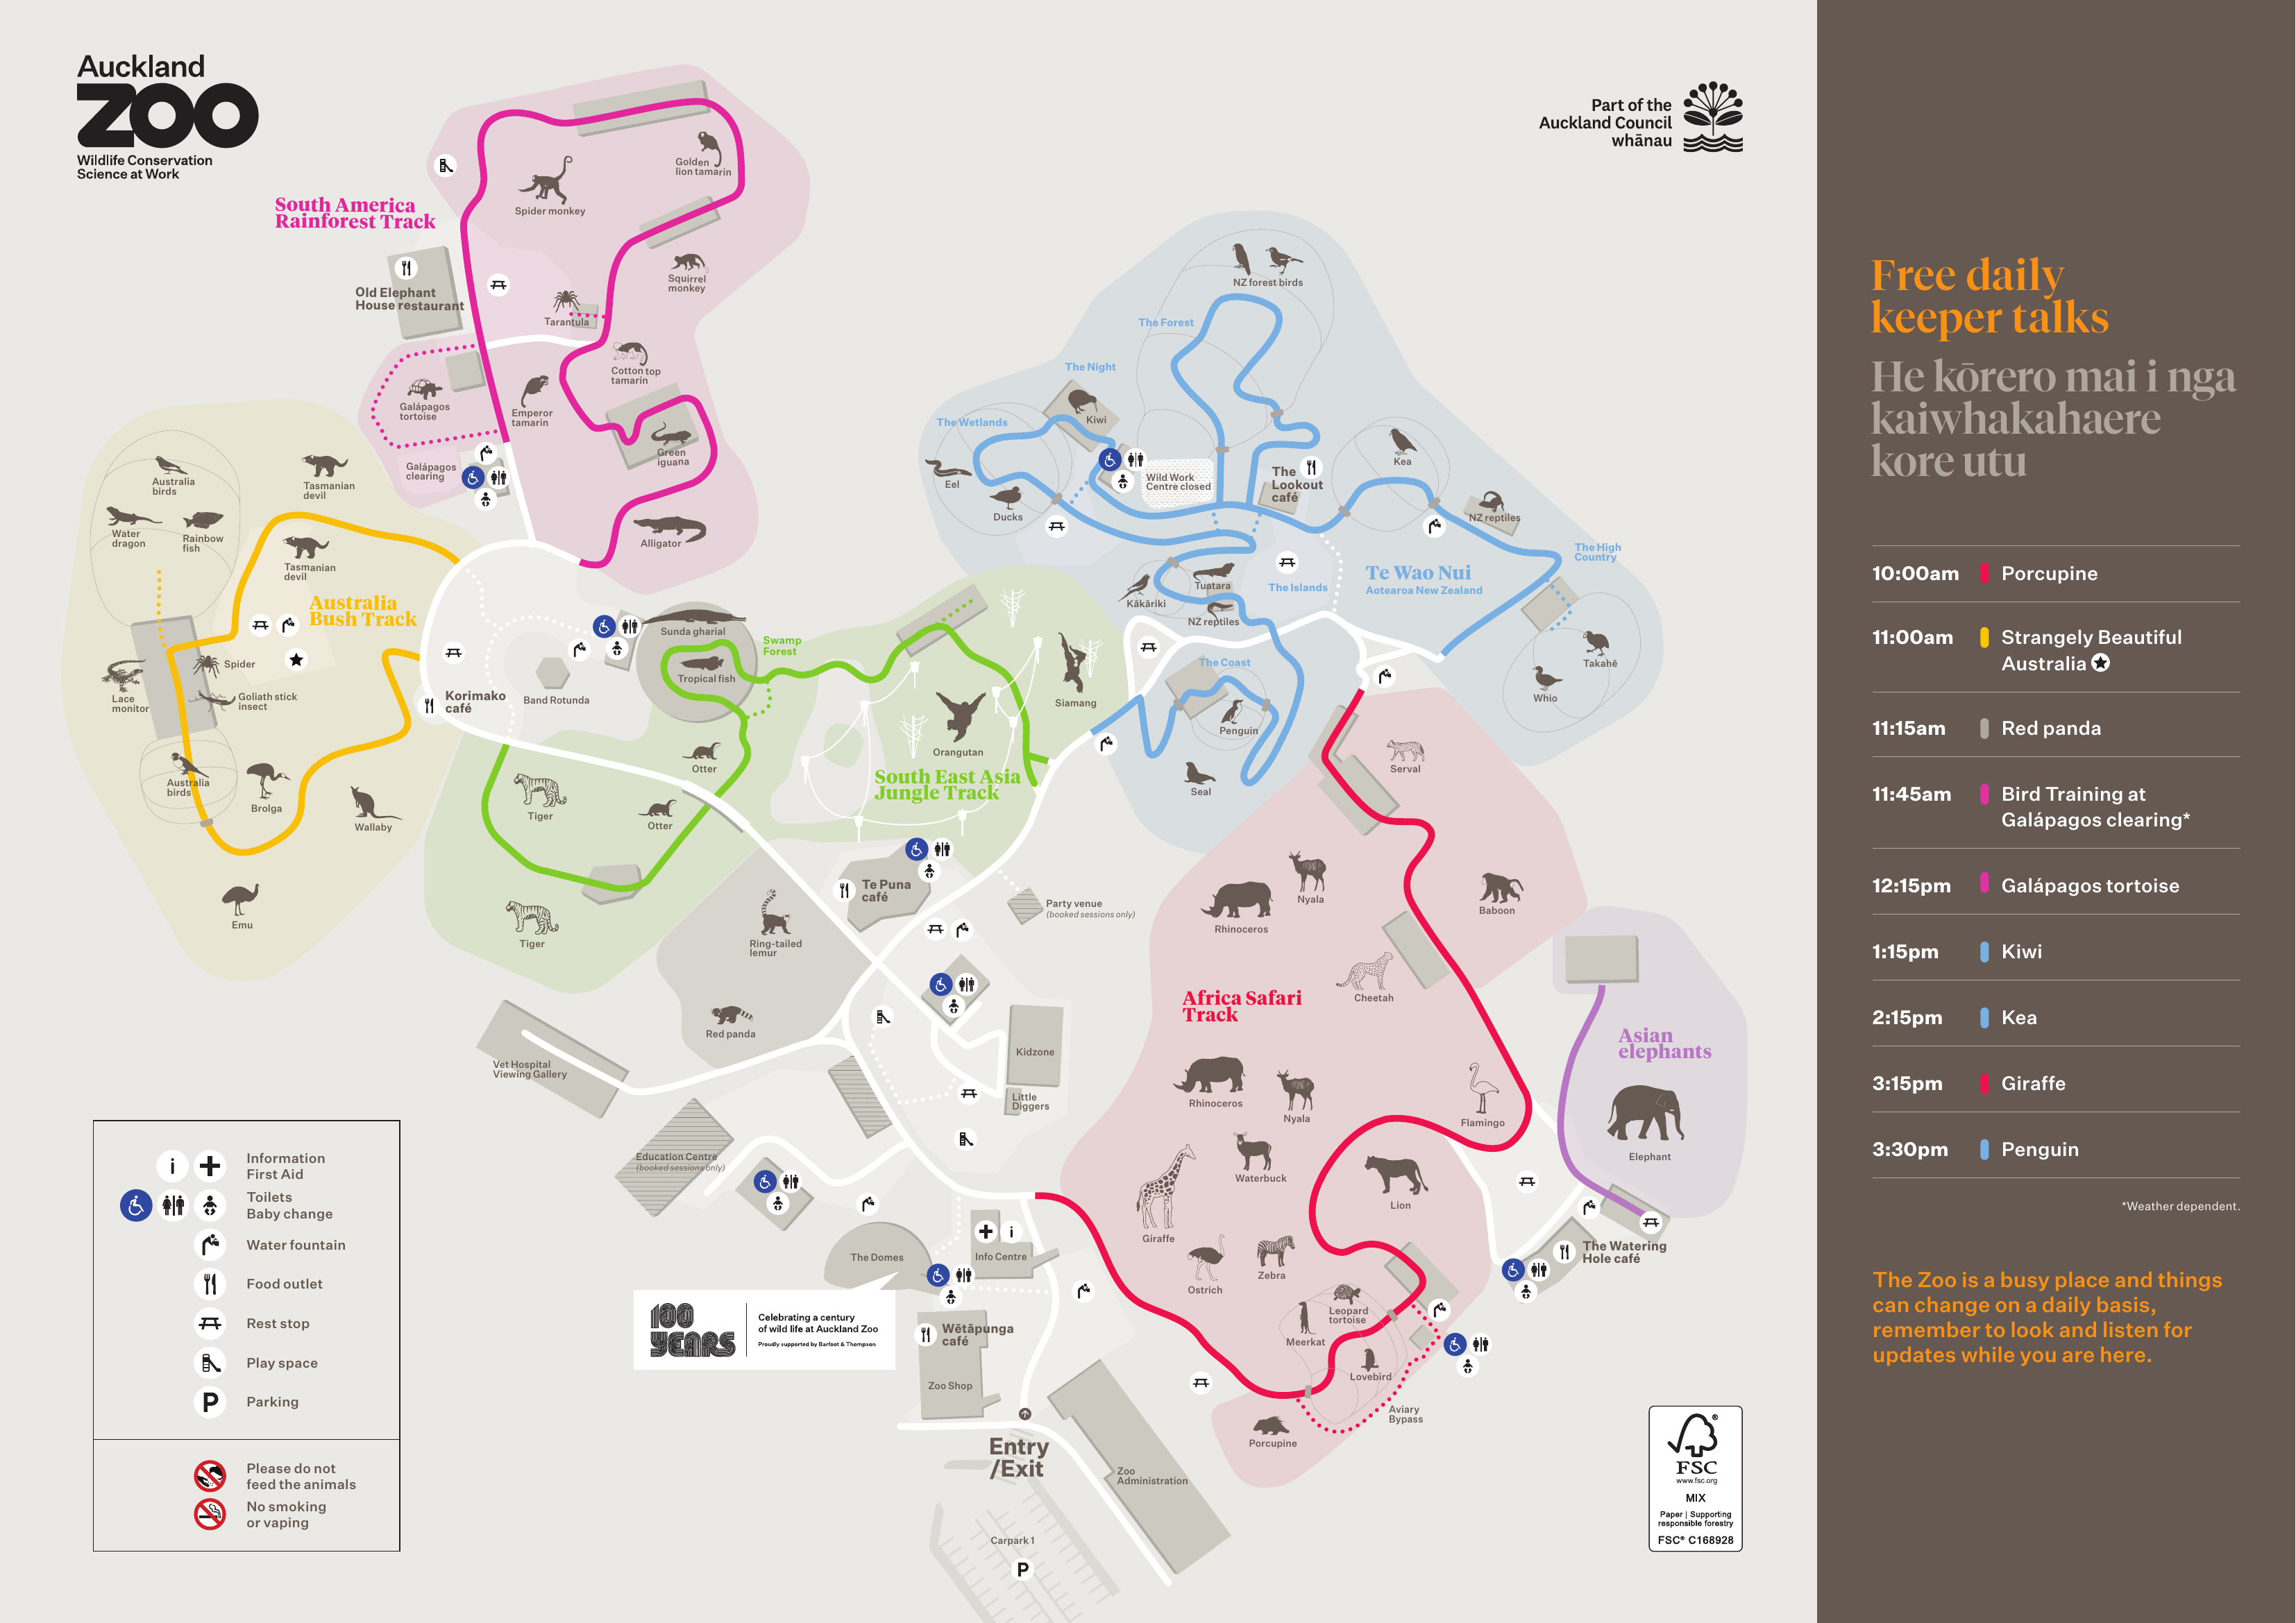 Auckland
ZOO
Wildlife Conservation
Science at Work
Part of the
Auckland Council
whānau
South America
Rainforest Track
Spider monkey
Golden
lion tamarin
Squirrel
monkey
Old Elephant
House restaurant
Tarantula
Cotton top
tamarin
Galápagos
tortoise
Emperor
tamarin
Green
iguana
Galápagos
clearing
Alligator
Australia
birds
Tasmanian
devil
Water
dragon
Rainbow
fish
Tasmanian
devil
Australia
Bush Track
Spider
Lace
monitor
Goliath stick
insect
Australia
birds
Brolga
Wallaby
Emu
Korimako
café
Band Rotunda
Sunda gharial
Tropical fish
Swamp
Forest
Otter
Otter
Tiger
Tiger
Orangutan
Siamang
South East Asia
Jungle Track
NZ forest birds
The Forest
The Night
Kiwi
The Wetlands
Eel
Ducks
Wild Work
Centre closed
The
Lookout
café
Kea
NZ reptiles
The High
Country
Te Wao Nui
Aotearoa New Zealand
The Islands
Tuatara
Kākāriki
NZ reptiles
The Coast
Penguin
Seal
Takahē
Whio
Te Puna
café
Party venue
(booked sessions only)
Ring-tailed
lemur
Red panda
Vet Hospital
Viewing Gallery
Kidzone
Little
Diggers
Education Centre
(booked sessions only)
The Domes
Info Centre
Wētāpunga
café
Zoo Shop
100
YEARS
Celebrating a century
of wild life at Auckland Zoo
Proudly supported by Barfoot & Thompson
Entry
/Exit
Zoo
Administration
Carpark 1
P
Serval
Nyala
Rhinoceros
Baboon
Cheetah
Africa Safari
Track
Rhinoceros
Nyala
Flamingo
Waterbuck
Lion
Giraffe
Ostrich
Zebra
Leopard
tortoise
Meerkat
Lovebird
Aviary
Bypass
Porcupine
Asian
elephants
Elephant
The Watering
Hole café
i
Information
First Aid
Toilets
Baby change
Water fountain
Food outlet
Rest stop
Play space
P Parking
Please do not
feed the animals
No smoking
or vaping
i
FSC®
www.fsc.org
MIX
Paper | Supporting
responsible forestry
FSC® C168928
Free daily
keeper talks
He kōrero mai i nga
kaiwhakahaere
kore utu
10:00am Porcupine
11:00am Strangely Beautiful
Australia
11:15am Red panda
11:45am Bird Training at
Galápagos clearing*
12:15pm Galápagos tortoise
1:15pm Kiwi
2:15pm Kea
3:15pm Giraffe
3:30pm Penguin
*Weather dependent.
The Zoo is a busy place and things
can change on a daily basis,
remember to look and listen for
updates while you are here.